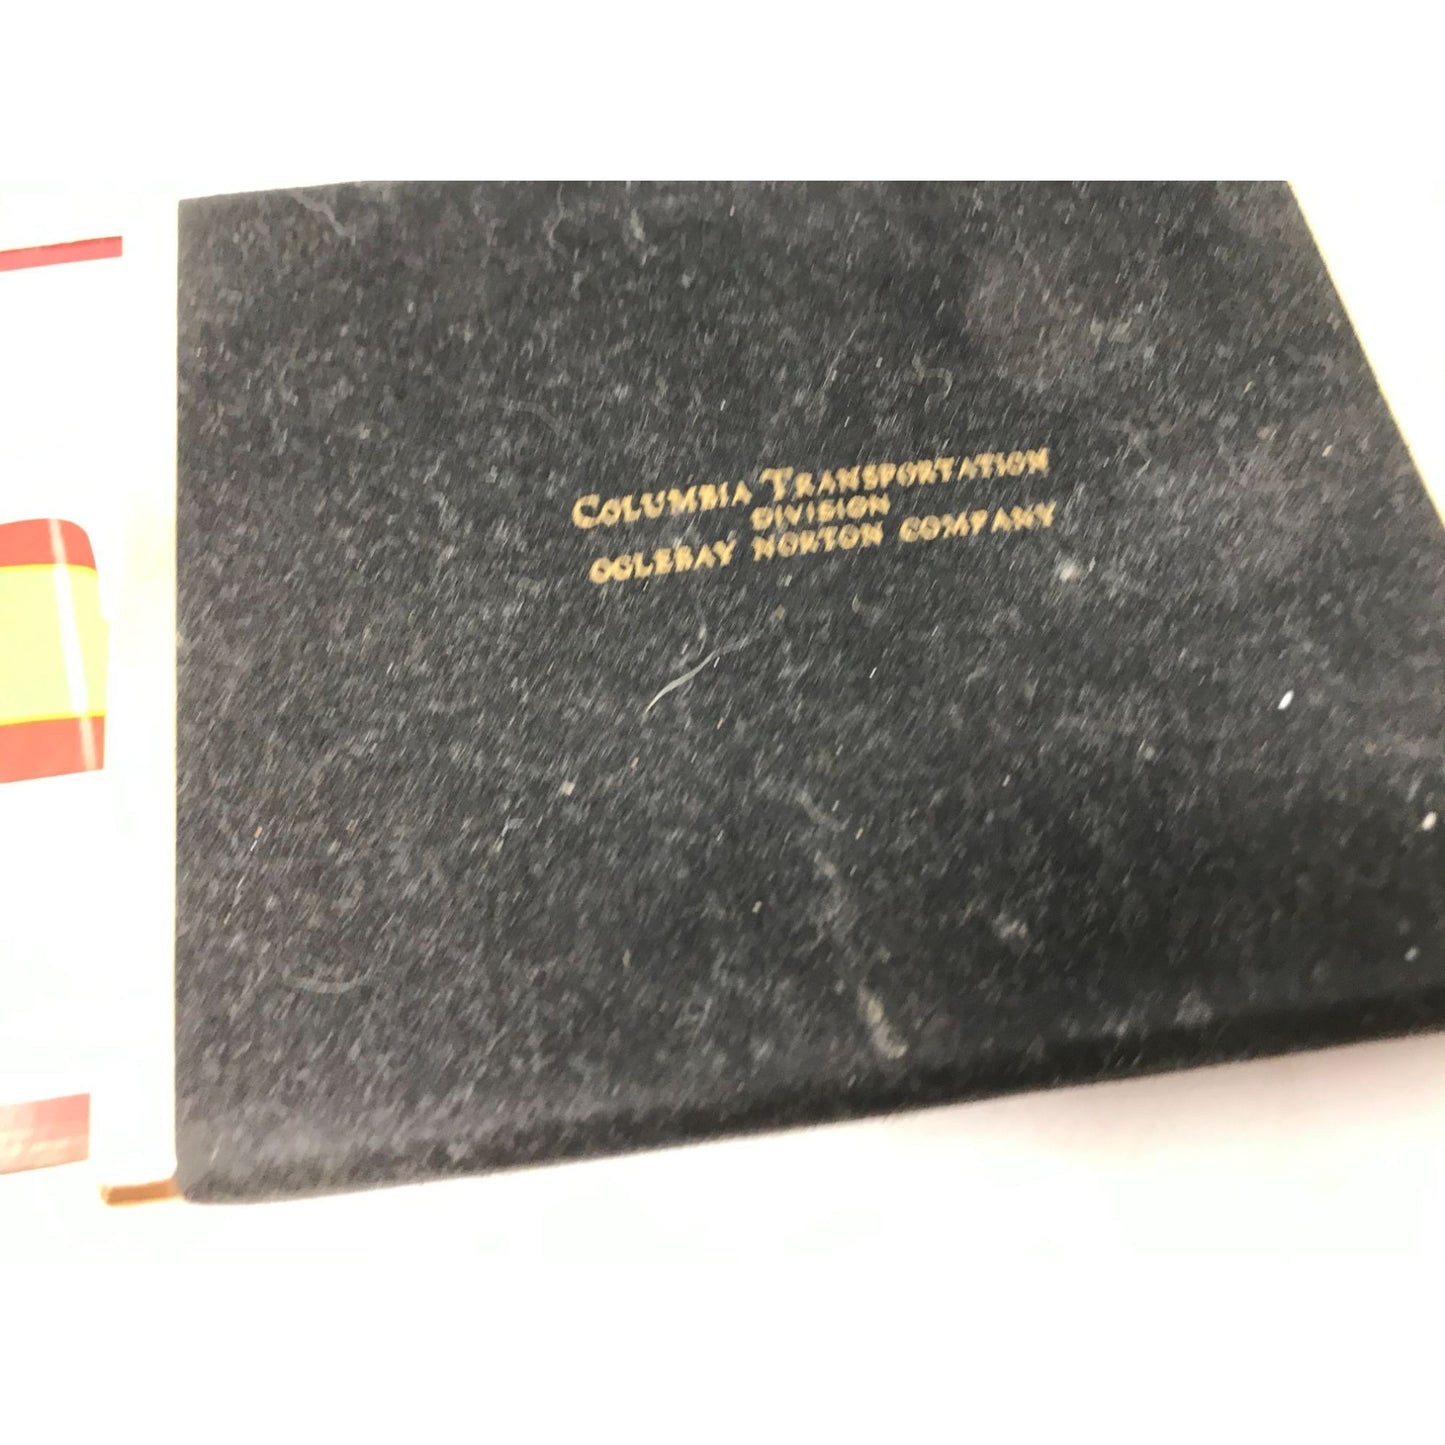 Columbia Transportation
DIVISION
OGLEBAY NORTON COMPANY